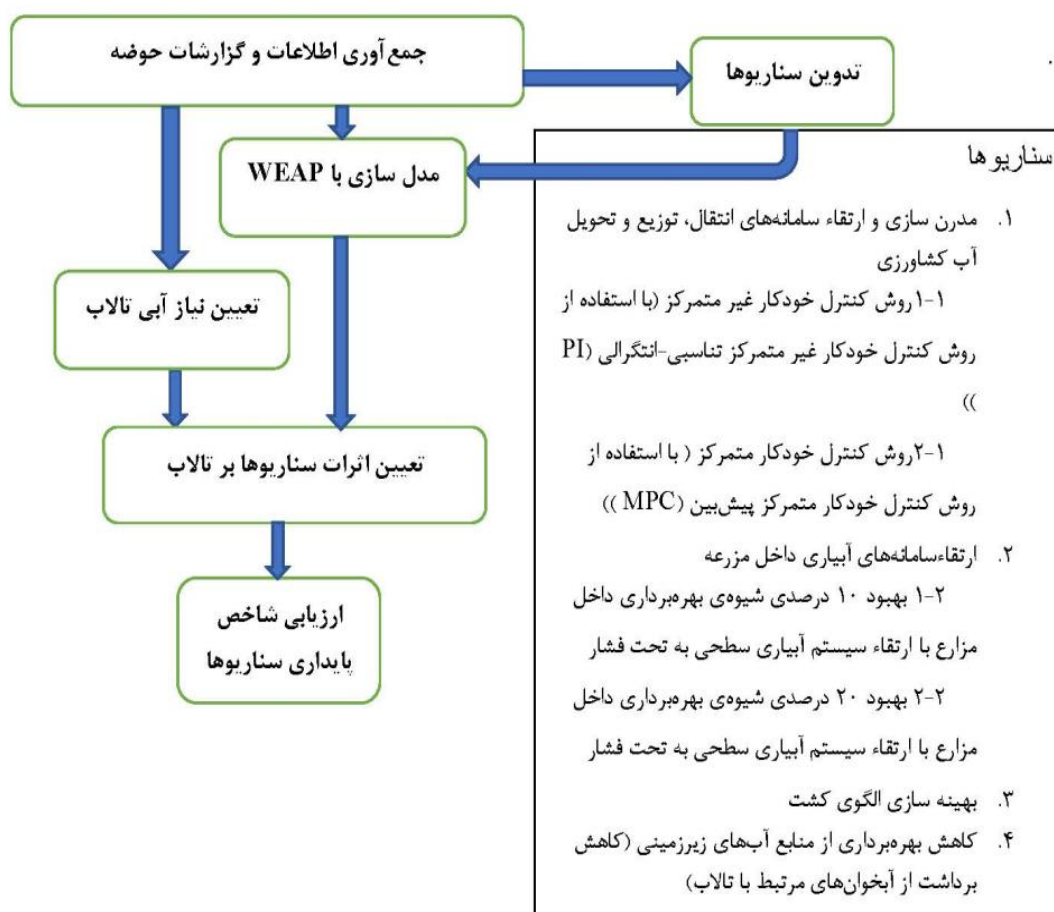 جمع‌آوری اطلاعات و گزارشات حوضه
تدوین سناریوها
مدل سازی با WEAP
تعیین نیاز آبی تالاب
تعیین اثرات سناریوها بر تالاب
ارزیابی شاخص
پایداری سناریوها
.
سناریو ها
۱. مدرن سازی و ارتقاء سامانه‌های انتقال، توزیع و تحویل
آب کشاورزی
۱-۱روش کنترل خودکار غیر متمرکز (با استفاده از
روش کنترل خودکار غیر متمرکز تناسبی-انتگرالی (PI
))
۲-۱روش کنترل خودکار متمرکز ( با استفاده از
روش کنترل خودکار متمرکز پیش‌بین (MPC ))
۲. ارتقاءسامانه‌های آبیاری داخل مزرعه
۱-۲ بهبود ۱۰ درصدی شیوه‌ی بهره‌برداری داخل
مزارع با ارتقاء سیستم آبیاری سطحی به تحت فشار
۲-۲ بهبود ۲۰ درصدی شیوه‌ی بهره‌برداری داخل
مزارع با ارتقاء سیستم آبیاری سطحی به تحت فشار
۳. بهینه سازی الگوی کشت
۴. کاهش بهره‌برداری از منابع آب‌های زیرزمینی (کاهش
برداشت از آبخوان‌های مرتبط با تالاب)